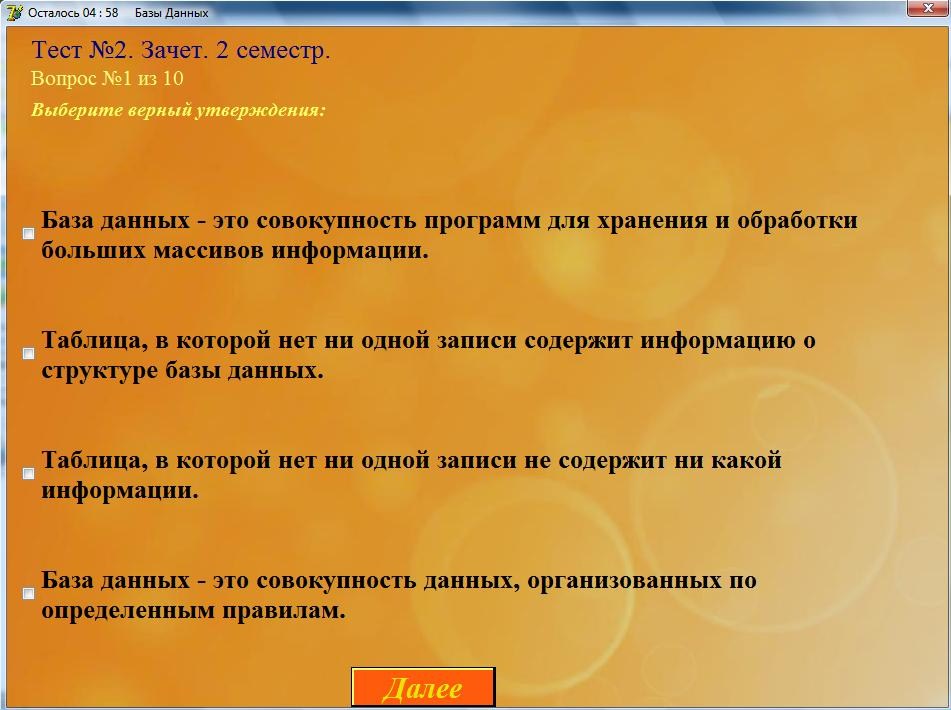 Осталось 04 : 58 Базы Данных
Тест №2. Зачет. 2 семестр.
Вопрос №1 из 10
Выберите верный утверждения:
База данных - это совокупность программ для хранения и обработки
больших массивов информации.
Таблица, в которой нет ни одной записи содержит информацию о
структуре базы данных.
Таблица, в которой нет ни одной записи не содержит ни какой
информации.
База данных - это совокупность данных, организованных по
определенным правилам.
Далее